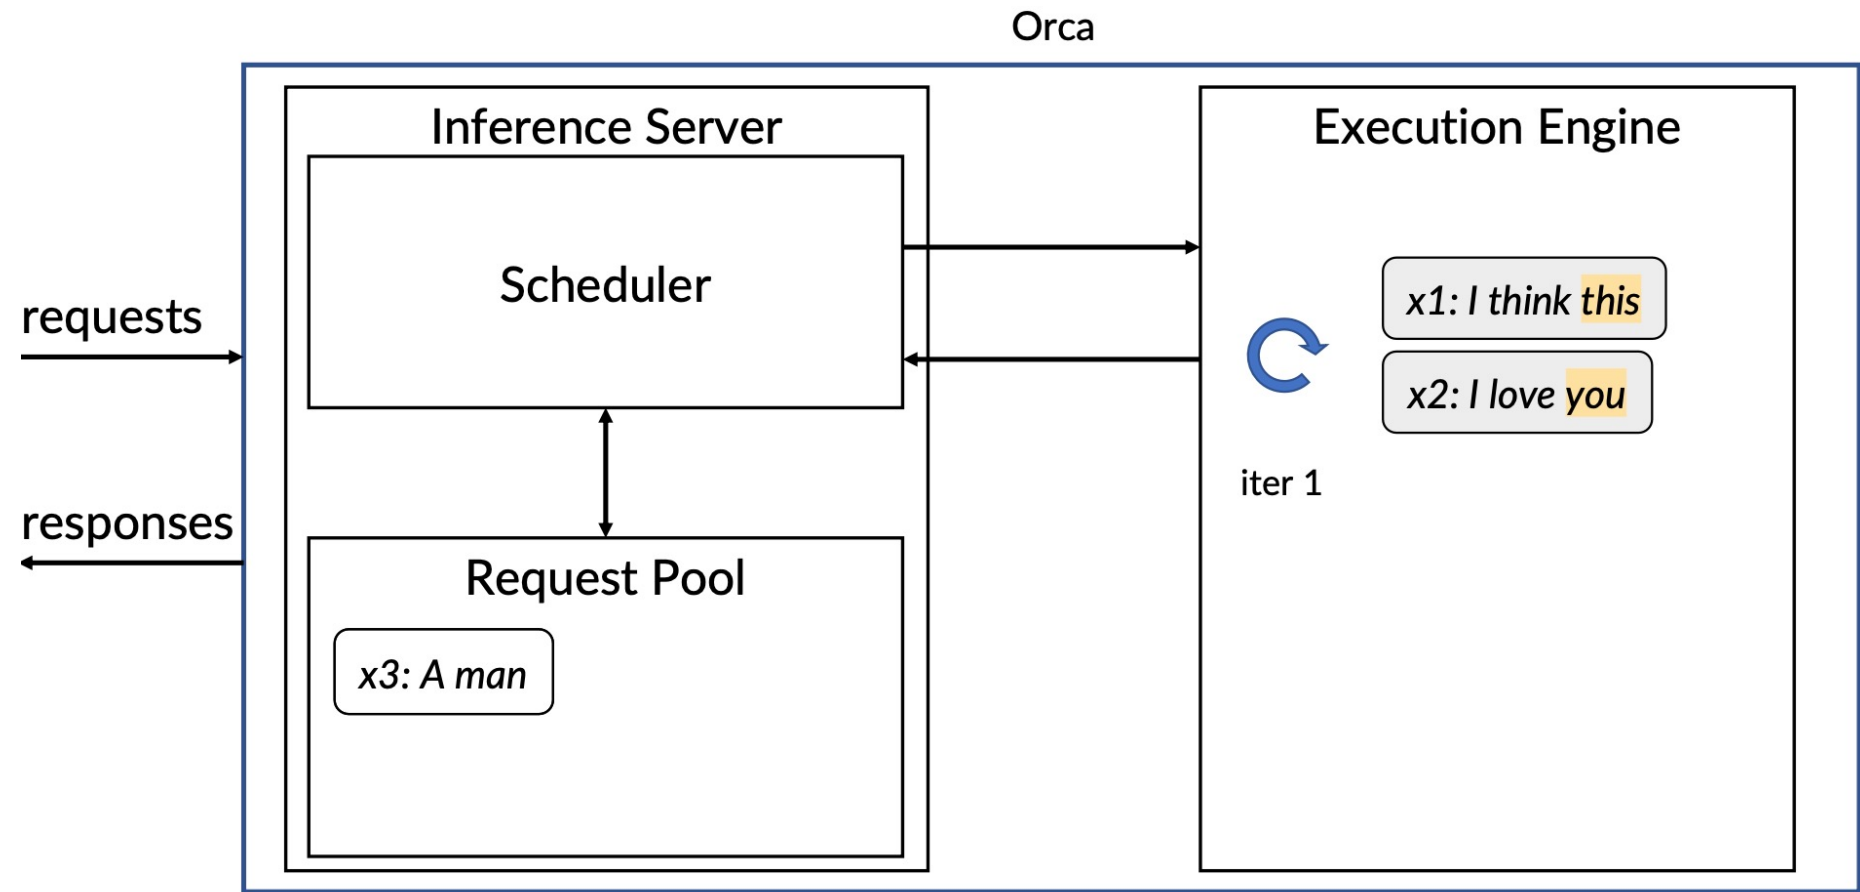 Orca
Inference Server
Scheduler
requests
responses
Request Pool
x3: A man
Execution Engine
x1: I think this
x2: I love you
iter 1